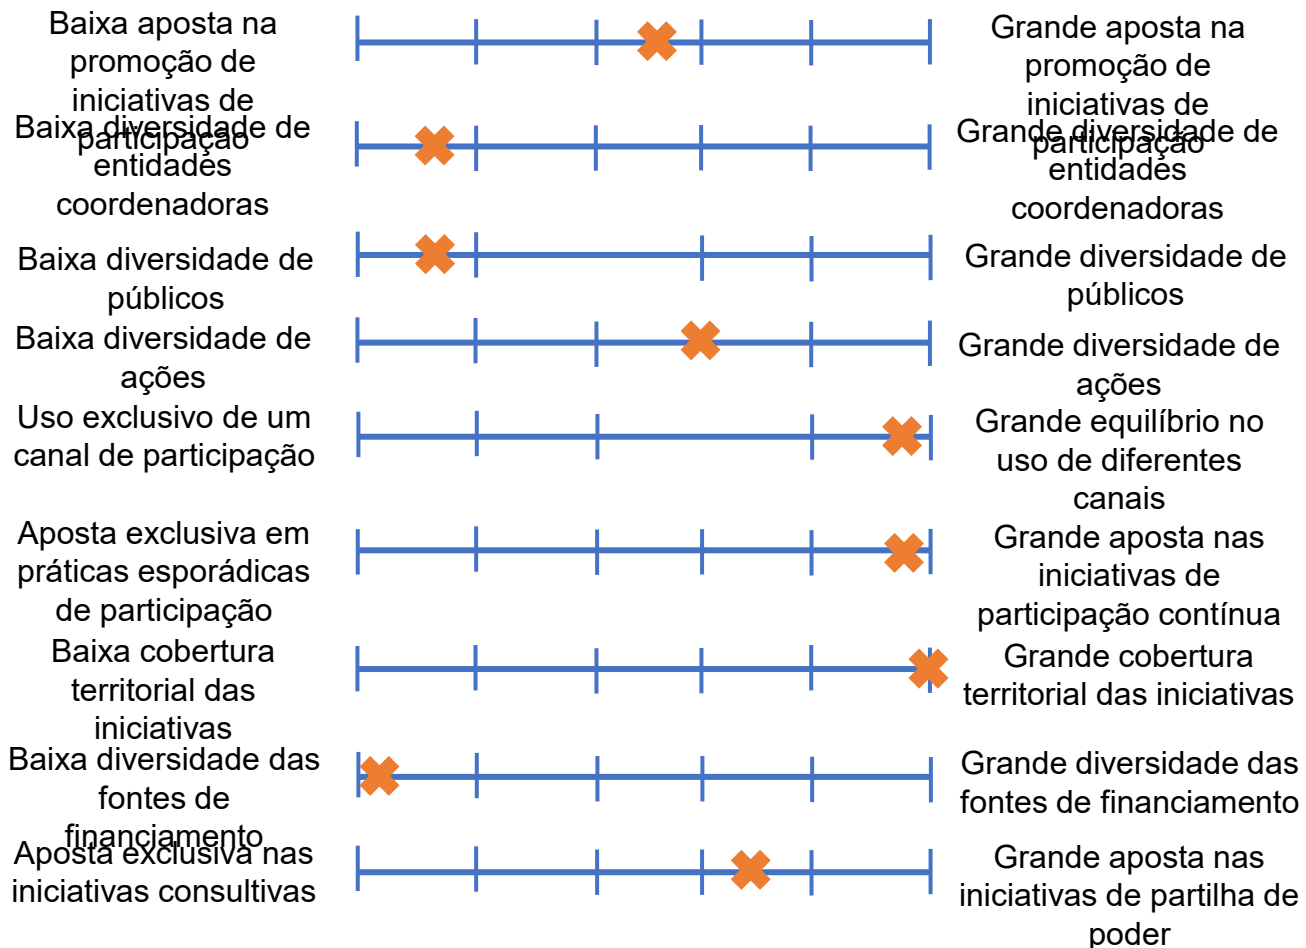 Baixa aposta na
promoção de
iniciativas de
participação
Grande aposta na
promoção de
iniciativas de
participação
Baixa diversidade de
entidades
coordenadoras
Grande diversidade de
entidades
coordenadoras
Baixa diversidade de
públicos
Grande diversidade de
públicos
Baixa diversidade de
ações
Grande diversidade de
ações
Uso exclusivo de um
canal de participação
Grande equilíbrio no
uso de diferentes
canais
Aposta exclusiva em
práticas esporádicas
de participação
Grande aposta nas
iniciativas de
participação contínua
Baixa cobertura
territorial das
iniciativas
Grande cobertura
territorial das iniciativas
Baixa diversidade das
fontes de
financiamento
Grande diversidade das
fontes de financiamento
Aposta exclusiva nas
iniciativas consultivas
Grande aposta nas
iniciativas de partilha de
poder